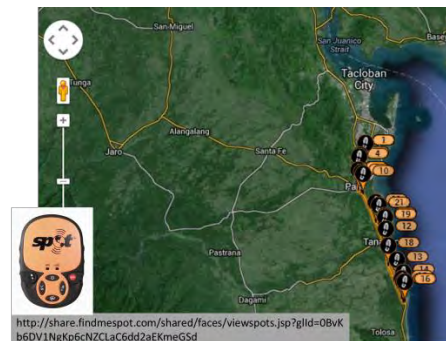 San Miguel
San Juanico
Strait
Base
Tacloban
City
Tunga
Alangalang
Jaro
Santa Fe
1
4
10
Pa
21
19
12
Tan
18
13
14
16
Pastrana
Dagami
Tolosa
spot
http://share.findmespot.com/shared/faces/viewspots.jsp?glId=0BvK
b6DV1NgKp6cNZCLaC6dd2aEKmeGSd